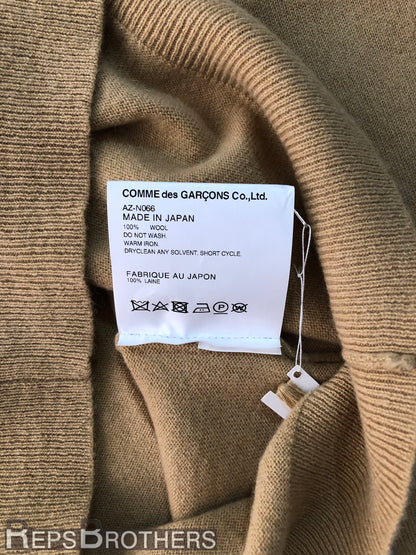 COMME des GARÇONS Co.,Ltd.
AZ-N066
MADE IN JAPAN
100% WOOL
DO NOT WASH
WARM IRON.
DRYCLEAN ANY SOLVENT. SHORT CYCLE.
FABRIQUE AU JAPON
100% LAINE
P W
REPSBROTHERS